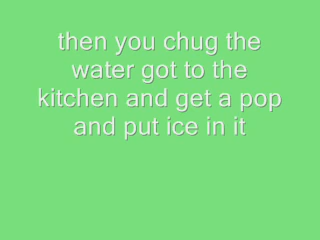 then you chug the
water got to the
kitchen and get a pop
and put ice in it